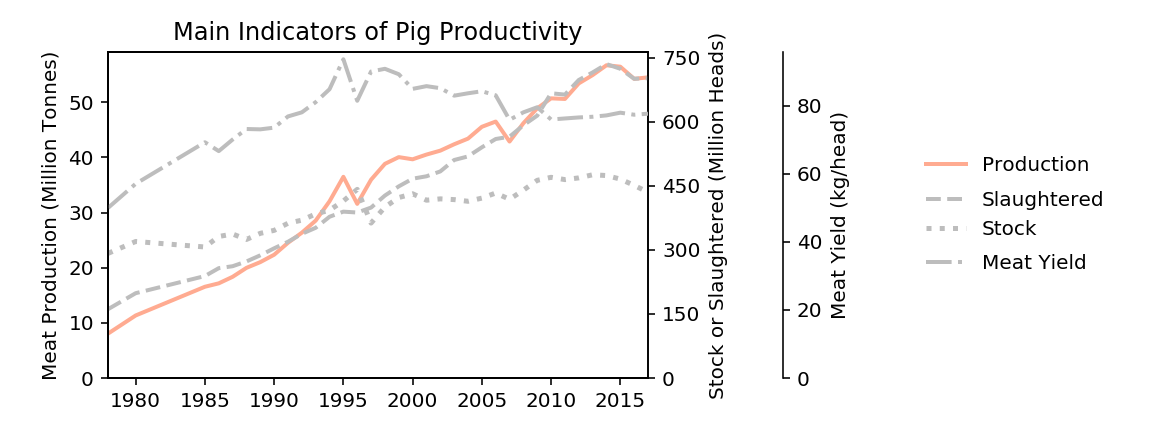 Main Indicators of Pig Productivity
Meat Production (Million Tonnes)
50
40
30
20
10
0
1980 1985 1990 1995 2000 2005 2010 2015
750
600
450
300
150
0
Stock or Slaughtered (Million Heads)
80
60
40
20
0
Meat Yield (kg/head)
Production
Slaughtered
Stock
Meat Yield